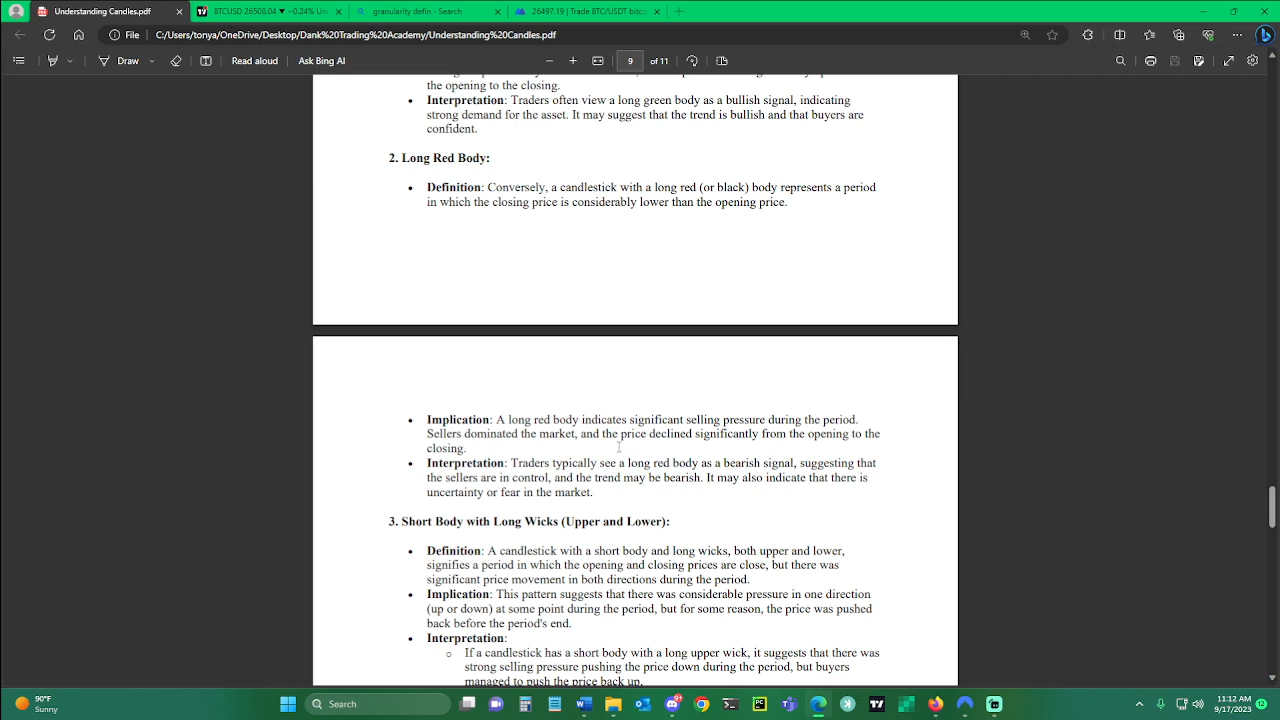 Understanding Candles.pdf
BTCUSD 26508.04 ▼ −0.24% Un
granularity defin - Search
26497.19 | Trade BTC/USDT bitc
File
C:/Users/tonya/OneDrive/Desktop/Dank%20Trading%20Academy/Understanding%20Candles.pdf
Draw
Read aloud
Ask Bing AI
9
of 11
the opening to the closing.
• Interpretation: Traders often view a long green body as a bullish signal, indicating
strong demand for the asset. It may suggest that the trend is bullish and that buyers are
confident.
2. Long Red Body:
• Definition: Conversely, a candlestick with a long red (or black) body represents a period
in which the closing price is considerably lower than the opening price.
• Implication: A long red body indicates significant selling pressure during the period.
Sellers dominated the market, and the price declined significantly from the opening to the
closing.
• Interpretation: Traders typically see a long red body as a bearish signal, suggesting that
the sellers are in control, and the trend may be bearish. It may also indicate that there is
uncertainty or fear in the market.
3. Short Body with Long Wicks (Upper and Lower):
• Definition: A candlestick with a short body and long wicks, both upper and lower,
signifies a period in which the opening and closing prices are close, but there was
significant price movement in both directions during the period.
• Implication: This pattern suggests that there was considerable pressure in one direction
(up or down) at some point during the period, but for some reason, the price was pushed
back before the period's end.
• Interpretation:
o If a candlestick has a short body with a long upper wick, it suggests that there was
strong selling pressure pushing the price down during the period, but buyers
managed to push the price back up.
90°F
Sunny
Search
11:12 AM
9/17/2023
12